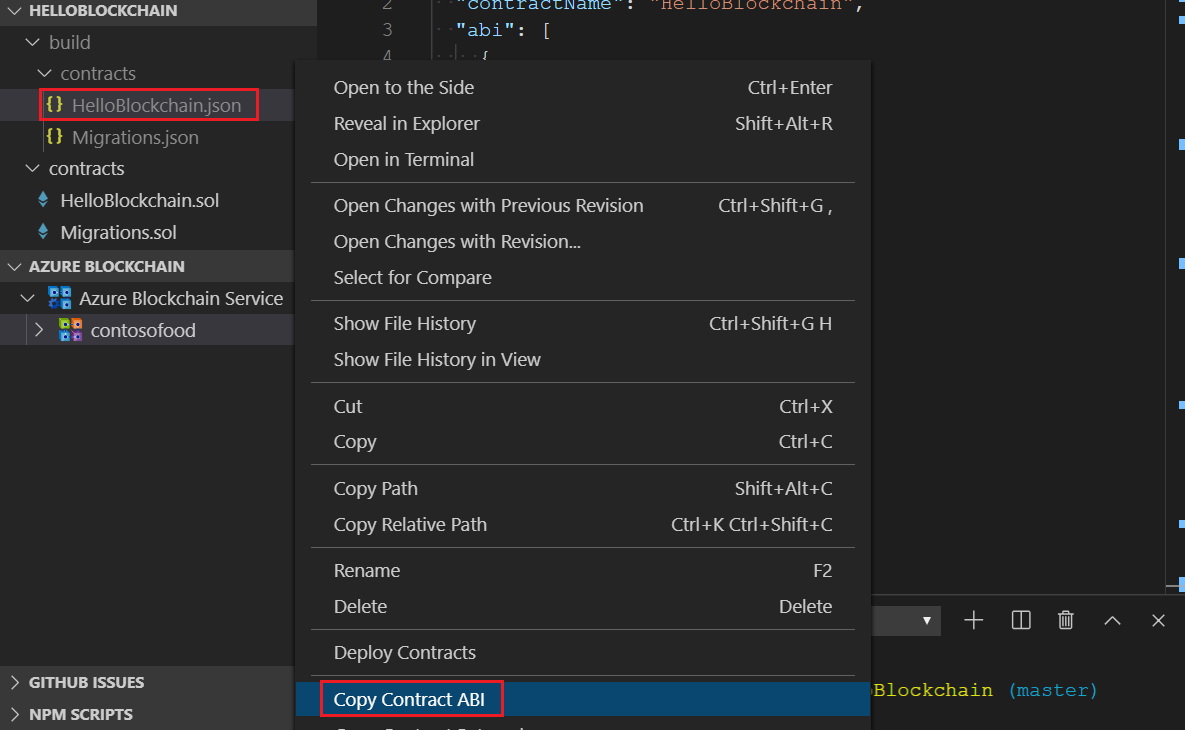 HELLOBLOCKCHAIN
build
contracts
HelloBlockchain.json
Migrations.json
contracts
HelloBlockchain.sol
Migrations.sol
AZURE BLOCKCHAIN
Azure Blockchain Service
contosofood
GITHUB ISSUES
NPM SCRIPTS
2 "contractName": "HelloBlockchain",
3 "abi": [
4 {
Open to the Side Ctrl+Enter
Reveal in Explorer Shift+Alt+R
Open in Terminal
Open Changes with Previous Revision Ctrl+Shift+G ,
Open Changes with Revision...
Select for Compare
Show File History Ctrl+Shift+G H
Show File History in View
Cut Ctrl+X
Copy Ctrl+C
Copy Path Shift+Alt+C
Copy Relative Path Ctrl+K Ctrl+Shift+C
Rename F2
Delete Delete
Deploy Contracts
Copy Contract ABI
oBlockchain (master)